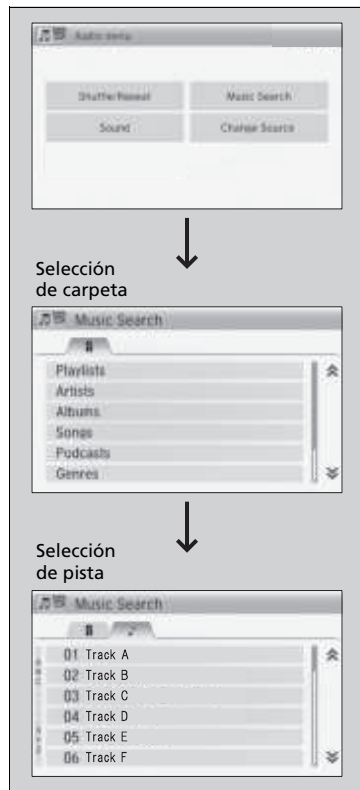 Audio menu
Shuffle/Repeat Music Search
Sound Change Source
Selección
de carpeta
Music Search
Playlists
Artists
Albums
Songs
Podcasts
Genres
Selección
de pista
Music Search
01 Track A
02 Track B
03 Track C
04 Track D
05 Track E
06 Track F